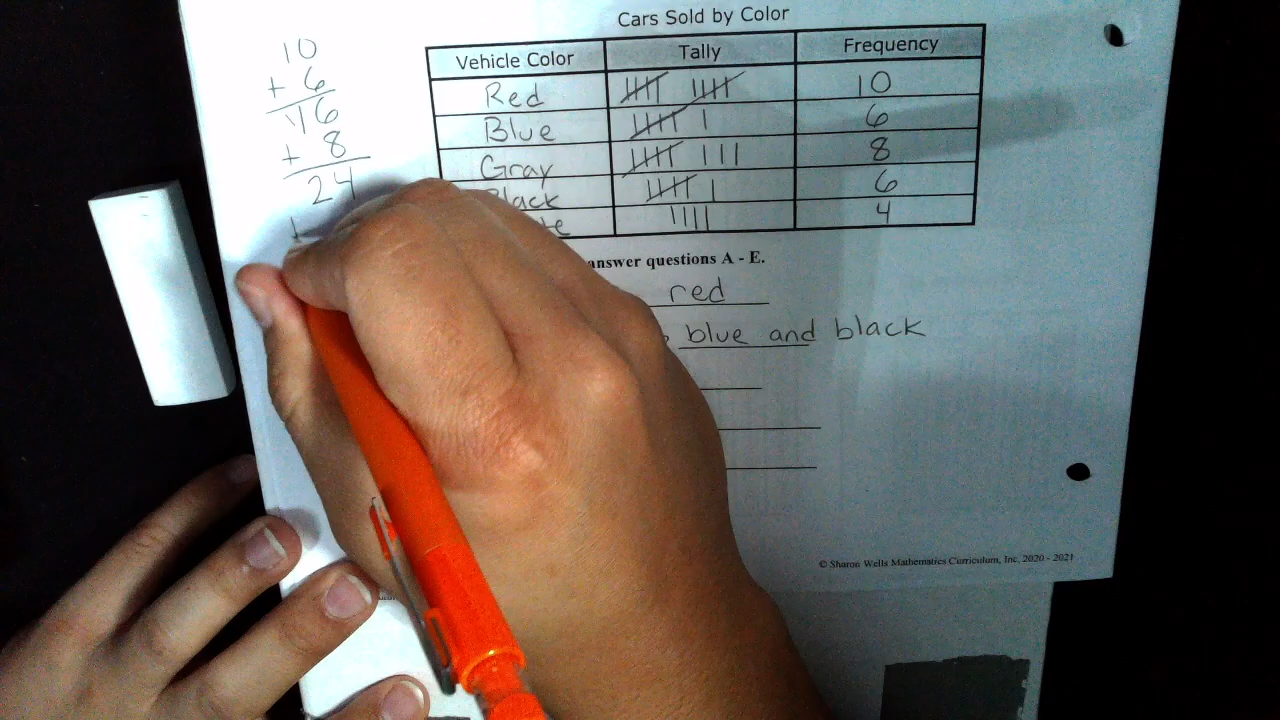 Cars Sold by Color
Vehicle Color Tally Frequency
Red 10
Blue 6
Gray 8
Black 6
4
10
+ 6
16
+ 8
24
+
answer questions A - E.
red
blue and black
© Sharon Wells Mathematics Curriculum, Inc. 2020 - 2021